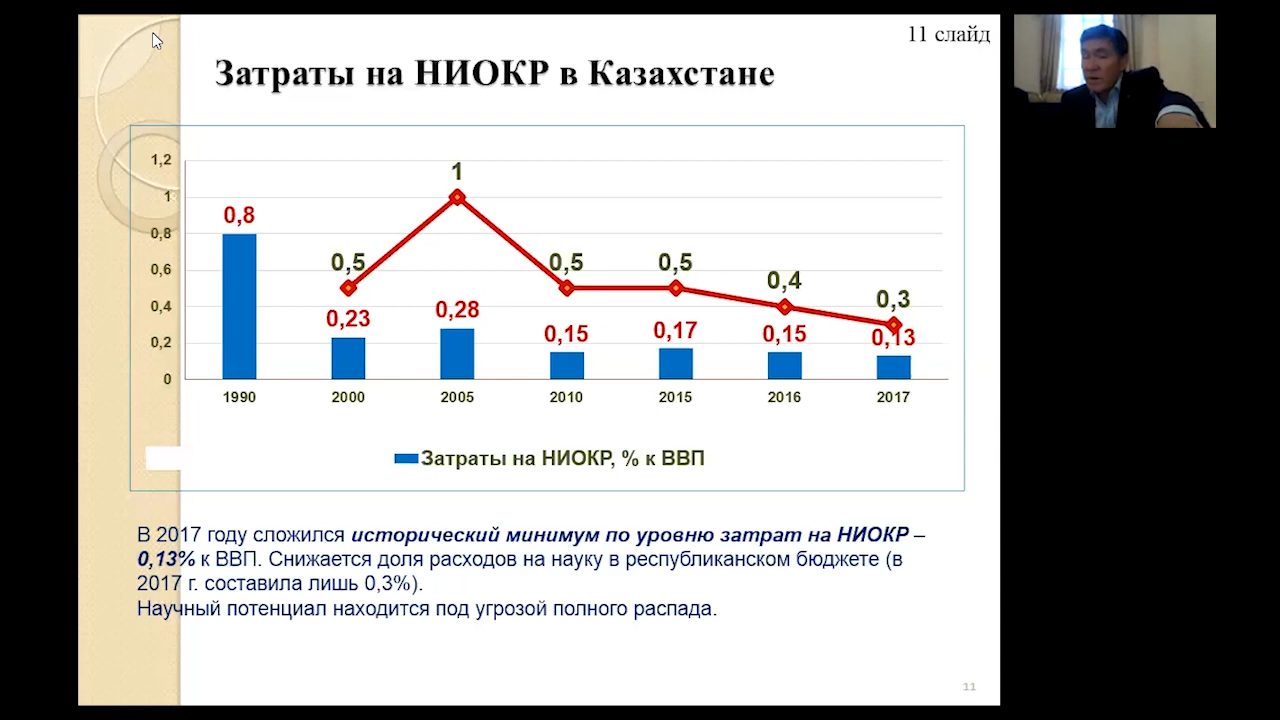 11 слайд
Затраты на НИОКР в Казахстане
1,2
1
0,8
0,6
0,4
0,2
0
0,8
0,5
1
0,5
0,5
0,4
0,3
0,23
0,28
0,15
0,17
0,15
0,13
1990 2000 2005 2010 2015 2016 2017
Затраты на НИОКР, % к ВВП
В 2017 году сложился исторический минимум по уровню затрат на НИОКР –
0,13% к ВВП. Снижается доля расходов на науку в республиканском бюджете (в
2017 г. составила лишь 0,3%).
Научный потенциал находится под угрозой полного распада.
11